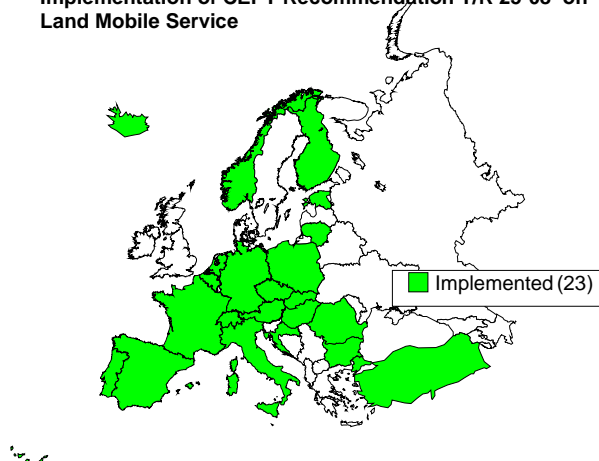 Implementation of CEPT Recommendation T/R 25-08 on
Land Mobile Service
Implemented (23)